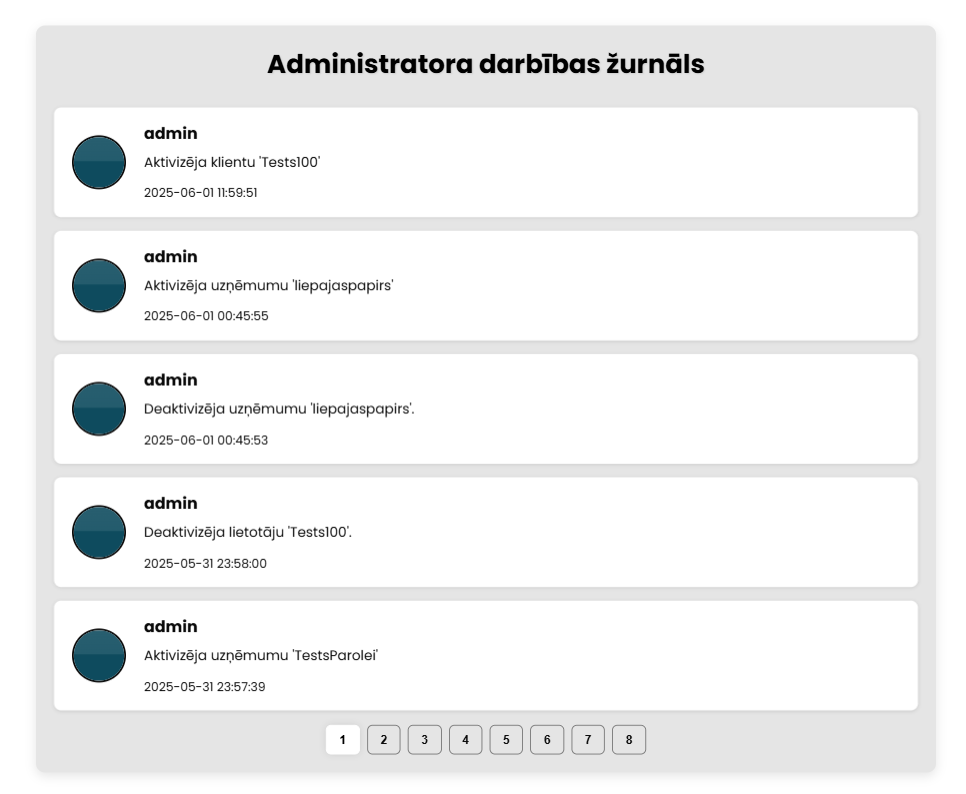 Administratora darbības žurnāls
admin
Aktivizēja klientu 'Tests100'
2025-06-01 11:59:51
admin
Aktivizēja uzņēmumu 'liepajaspapirs'
2025-06-01 00:45:55
admin
Deaktivizēja uzņēmumu 'liepajaspapirs'.
2025-06-01 00:45:53
admin
Deaktivizēja lietotāju 'Tests100'.
2025-05-31 23:58:00
admin
Aktivizēja uzņēmumu 'TestsParolei'
2025-05-31 23:57:39
1 2 3 4 5 6 7 8